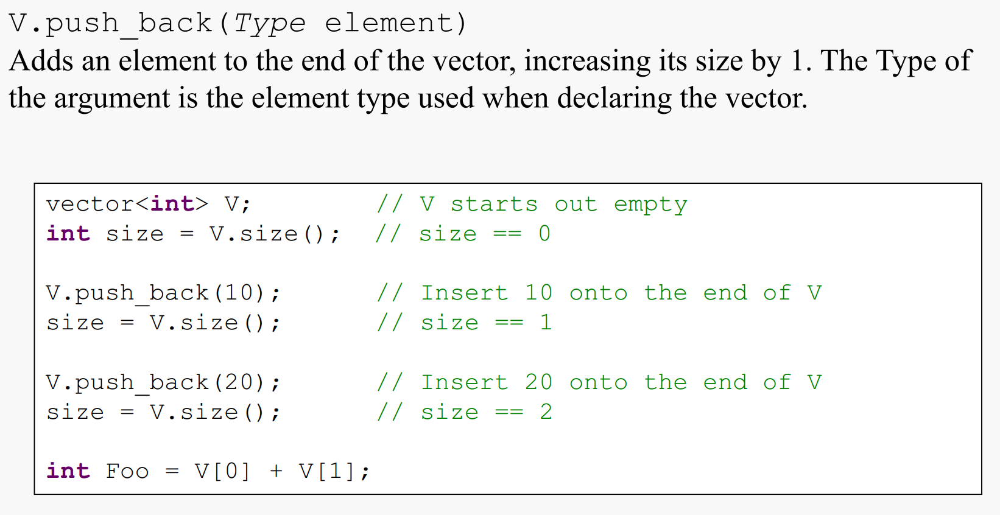 V.push_back(Type element)
Adds an element to the end of the vector, increasing its size by 1. The Type of
the argument is the element type used when declaring the vector.
vector<int> V; // V starts out empty
int size = V.size(); // size == 0
V.push_back(10); // Insert 10 onto the end of V
size = V.size(); // size == 1
V.push_back(20); // Insert 20 onto the end of V
size = V.size(); // size == 2
int Foo = V[0] + V[1];